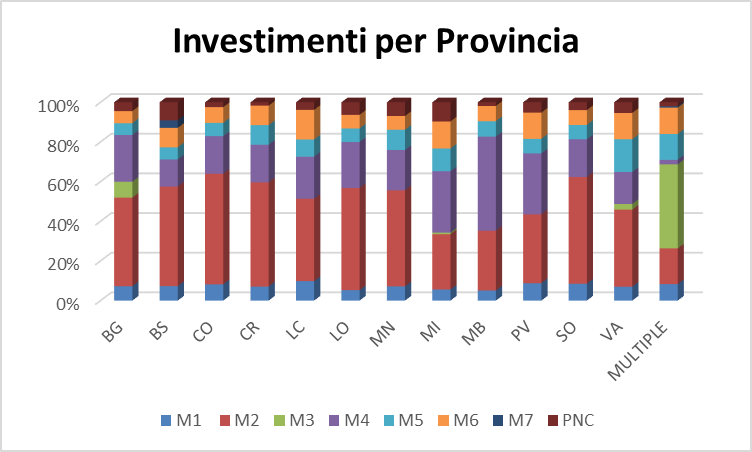 Investimenti per Provincia
100%
80%
60%
40%
20%
0%
BG BS CO CR LC LO MN MI MB PV SO VA MULTIPLE
M1 M2 M3 M4 M5 M6 M7 PNC